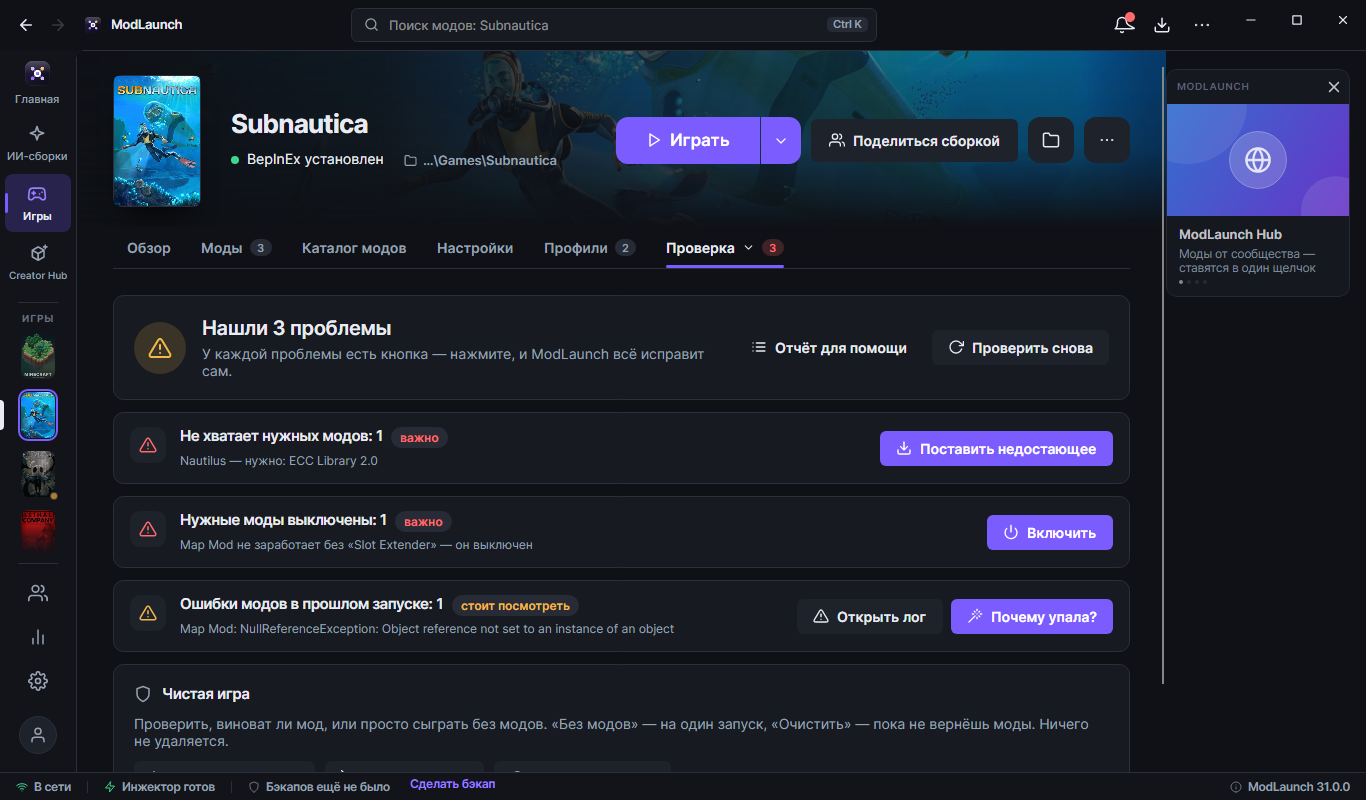 ModLaunch
Поиск модов: Subnautica
Ctrl K
Главная
ИИ-сборки
Игры
Creator Hub
ИГРЫ
MINECRAFT
LETHAL COMPANY
SUBNAUTICA
Subnautica
BepInEx установлен
...\Games\Subnautica
Играть
Поделиться сборкой
Обзор
Моды 3
Каталог модов
Настройки
Профили 2
Проверка 3
Нашли 3 проблемы
У каждой проблемы есть кнопка — нажмите, и ModLaunch всё исправит
сам.
Отчёт для помощи
Проверить снова
Не хватает нужных модов: 1 важно
Nautilus — нужно: ECC Library 2.0
Поставить недостающее
Нужные моды выключены: 1 важно
Map Mod не заработает без «Slot Extender» — он выключен
Включить
Ошибки модов в прошлом запуске: 1 стоит посмотреть
Map Mod: NullReferenceException: Object reference not set to an instance of an object
Открыть лог
Почему упала?
Чистая игра
Проверить, виноват ли мод, или просто сыграть без модов. «Без модов» — на один запуск, «Очистить» — пока не вернёшь моды. Ничего
не удаляется.
MODLAUNCH
ModLaunch Hub
Моды от сообщества —
ставятся в один щелчок
В сети
Инжектор готов
Бэкапов ещё не было
Сделать бэкап
ModLaunch 31.0.0